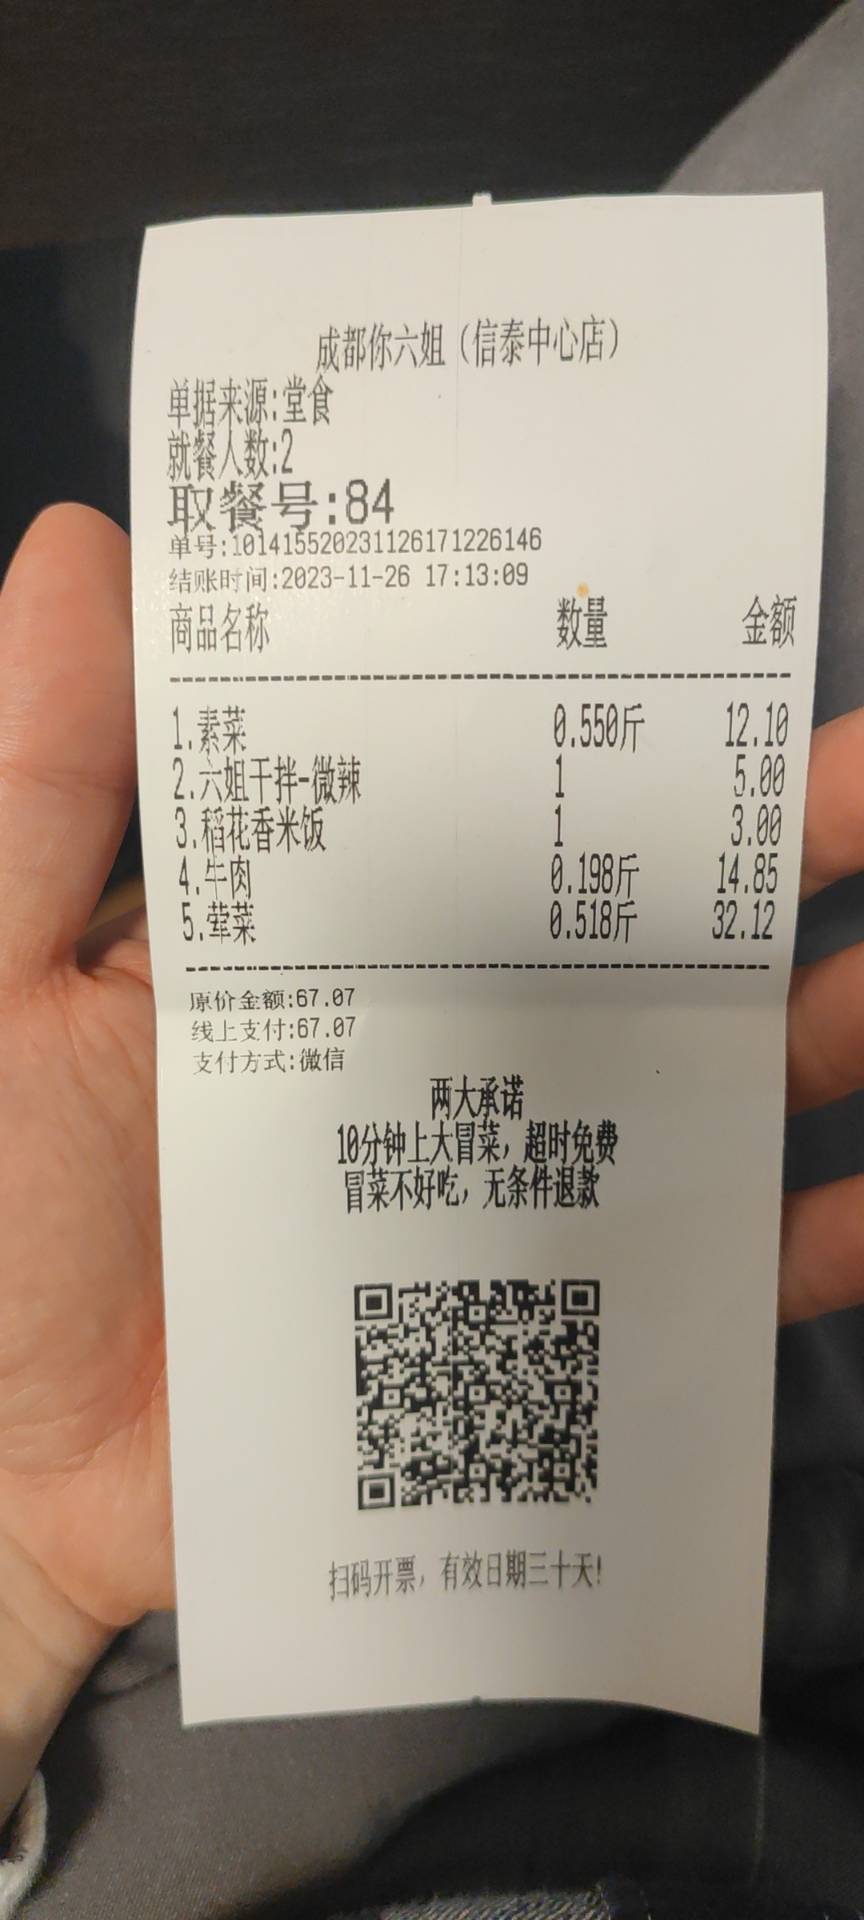 成都你六姐（信泰中心店）
单据来源:堂食
就餐人数:2
取餐号:84
单号:101415520231126171226146
结账时间:2023-11-26 17:13:09
商品名称 数量 金额
1.素菜 0.550斤 12.10
2.六姐干拌-微辣 1 5.00
3.稻花香米饭 1 3.00
4.牛肉 0.198斤 14.85
5.荤菜 0.518斤 32.12
原价金额:67.07
线上支付:67.07
支付方式:微信
两大承诺
10分钟上大冒菜，超时免费
冒菜不好吃，无条件退款
扫码开票，有效日期三十天!